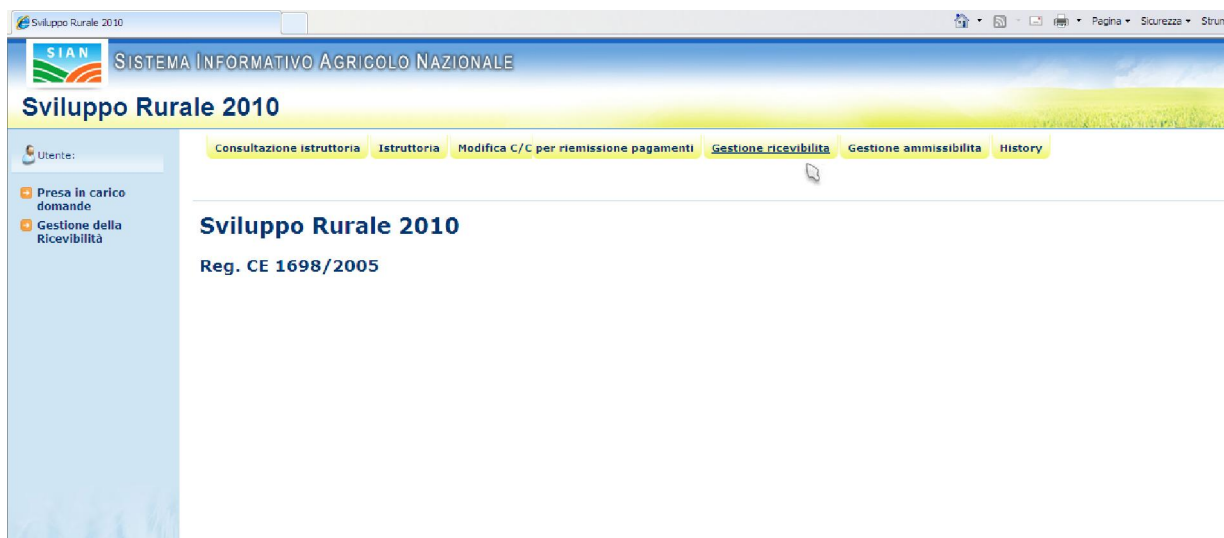 Sviluppo Rurale 2010
Pagina
Sicurezza
SIAN
SISTEMA INFORMATIVO AGRICOLO NAZIONALE
Sviluppo Rurale 2010
Utente:
Consultazione istruttoria Istruttoria Modifica C/C per riemissione pagamenti Gestione ricevibilita Gestione ammissibilita History
Presa in carico
domande
Gestione della
Ricevibilità
Sviluppo Rurale 2010
Reg. CE 1698/2005